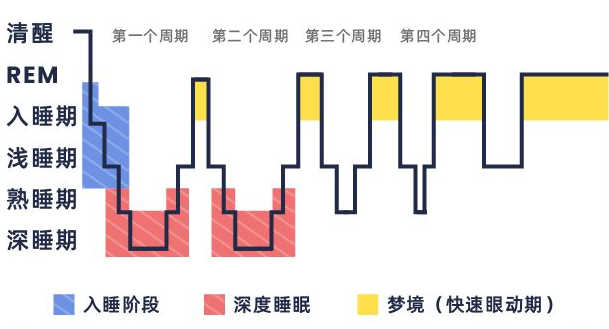 清醒
第一个周期 第二个周期 第三个周期 第四个周期
REM
入睡期
浅睡期
熟睡期
深睡期
入睡阶段 深度睡眠 梦境（快速眼动期）